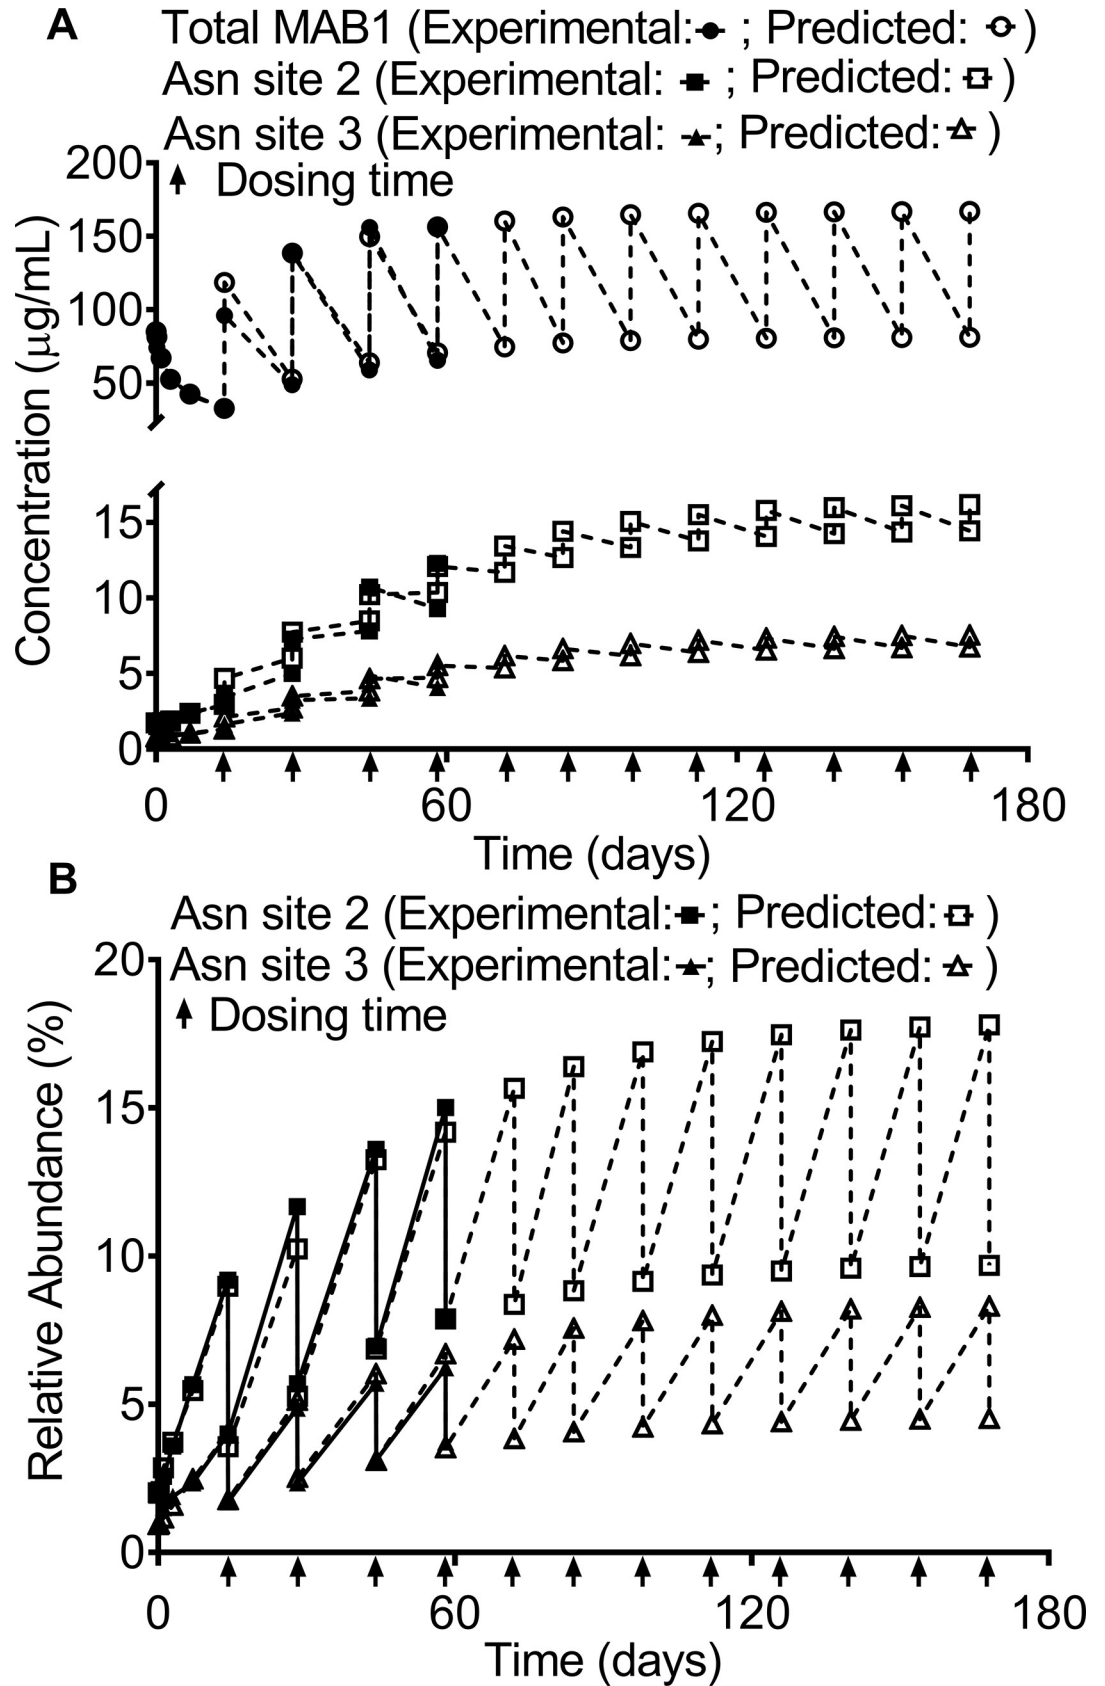 A
Total MAB1 (Experimental: ; Predicted: )
Asn site 2 (Experimental: ; Predicted: )
Asn site 3 (Experimental: ; Predicted: )
Dosing time
200
150
100
50
15
10
5
0
Concentration (μg/mL)
0 60 120 180
Time (days)
B
Asn site 2 (Experimental: ; Predicted: )
Asn site 3 (Experimental: ; Predicted: )
Dosing time
20
15
10
5
0
Relative Abundance (%)
0 60 120 180
Time (days)